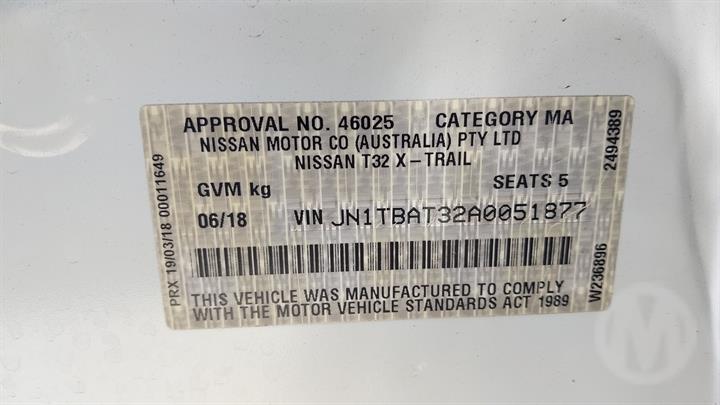 APPROVAL NO. 46025 CATEGORY MA
NISSAN MOTOR CO (AUSTRALIA) PTY LTD
NISSAN T32 X-TRAIL
GVM kg SEATS 5
06/18 VIN JN1TBAT32A0051877
THIS VEHICLE WAS MANUFACTURED TO COMPLY
WITH THE MOTOR VEHICLE STANDARDS ACT 1989
PRX 19/03/18 00011649
2494389
W236896
M
M